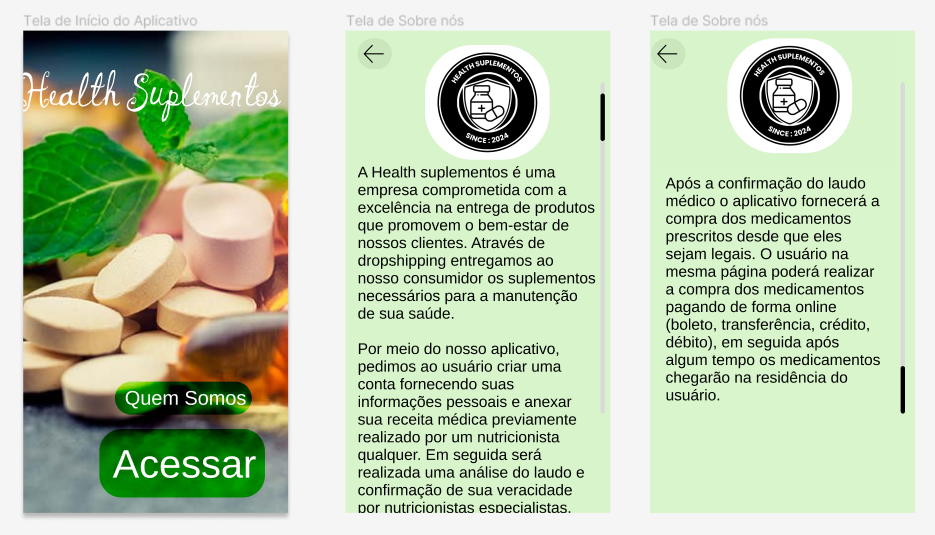 Tela de Início do Aplicativo
Health Suplementos
Quem Somos
Acessar
Tela de Sobre nós
HEALTH SUPLEMENTOS
SINCE : 2024
A Health suplementos é uma
empresa comprometida com a
excelência na entrega de produtos
que promovem o bem-estar de
nossos clientes. Através de
dropshipping entregamos ao
nosso consumidor os suplementos
necessários para a manutenção
de sua saúde.
Por meio do nosso aplicativo,
pedimos ao usuário criar uma
conta fornecendo suas
informações pessoais e anexar
sua receita médica previamente
realizado por um nutricionista
qualquer. Em seguida será
realizada uma análise do laudo e
confirmação de sua veracidade
por nutricionistas especialistas.
Tela de Sobre nós
HEALTH SUPLEMENTOS
SINCE : 2024
Após a confirmação do laudo
médico o aplicativo fornecerá a
compra dos medicamentos
prescritos desde que eles
sejam legais. O usuário na
mesma página poderá realizar
a compra dos medicamentos
pagando de forma online
(boleto, transferência, crédito,
débito), em seguida após
algum tempo os medicamentos
chegarão na residência do
usuário.